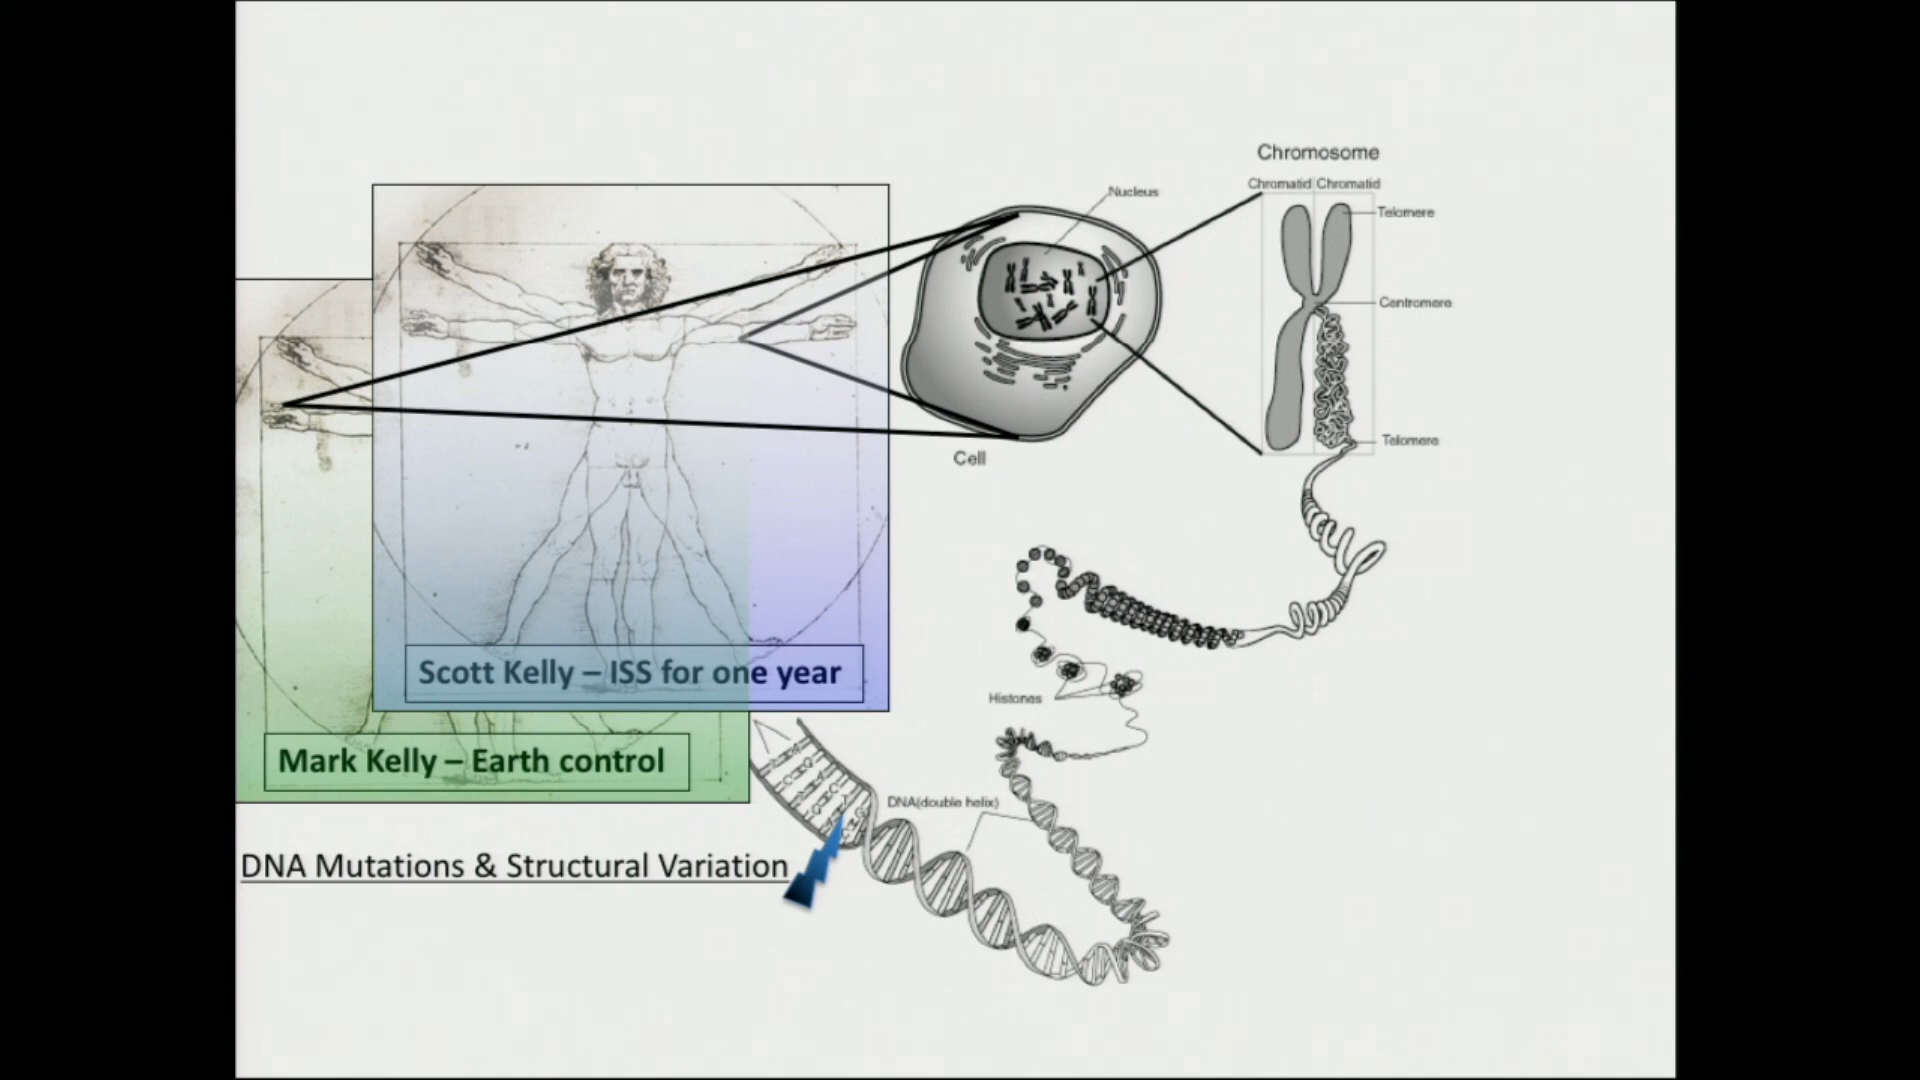 Chromosome
Chromatid Chromatid
Nucleus
Telomere
Centromere
Telomere
Cell
Scott Kelly – ISS for one year
Histones
Mark Kelly – Earth control
DNA(double helix)
DNA Mutations & Structural Variation